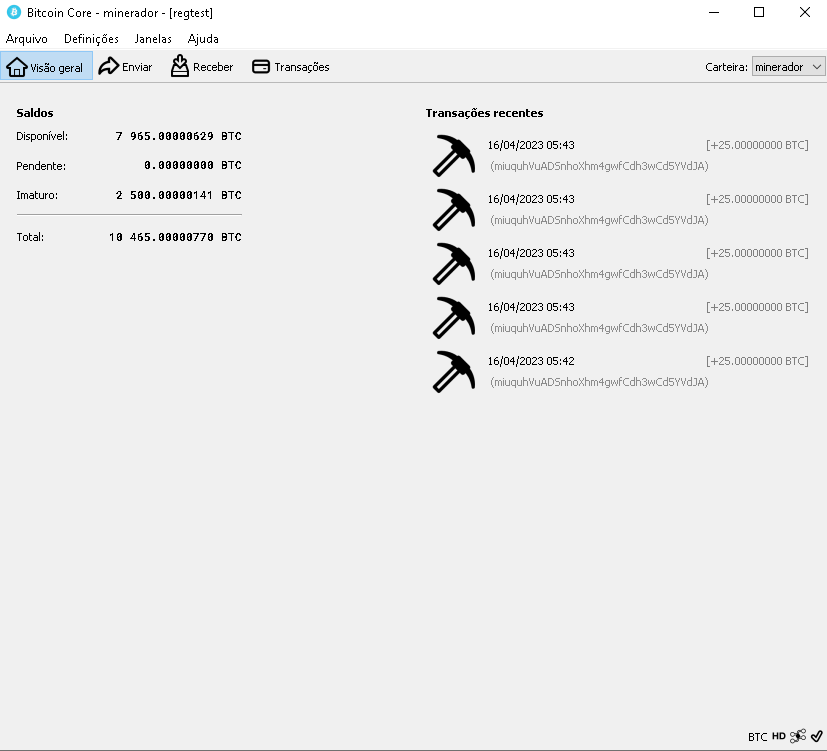 Bitcoin Core - minerador - [regtest]
Arquivo Definições Janelas Ajuda
Visão geral Enviar Receber Transações Carteira: minerador
Saldos
Disponível: 7 965.00000629 BTC
Pendente: 0.00000000 BTC
Imaturo: 2 500.00000141 BTC
Total: 10 465.00000770 BTC
Transações recentes
16/04/2023 05:43 [+25.00000000 BTC]
(miuquhVuADSnhoXhm4gwfCdh3wCd5YVdJA)
16/04/2023 05:43 [+25.00000000 BTC]
(miuquhVuADSnhoXhm4gwfCdh3wCd5YVdJA)
16/04/2023 05:43 [+25.00000000 BTC]
(miuquhVuADSnhoXhm4gwfCdh3wCd5YVdJA)
16/04/2023 05:43 [+25.00000000 BTC]
(miuquhVuADSnhoXhm4gwfCdh3wCd5YVdJA)
16/04/2023 05:42 [+25.00000000 BTC]
(miuquhVuADSnhoXhm4gwfCdh3wCd5YVdJA)
BTC HD